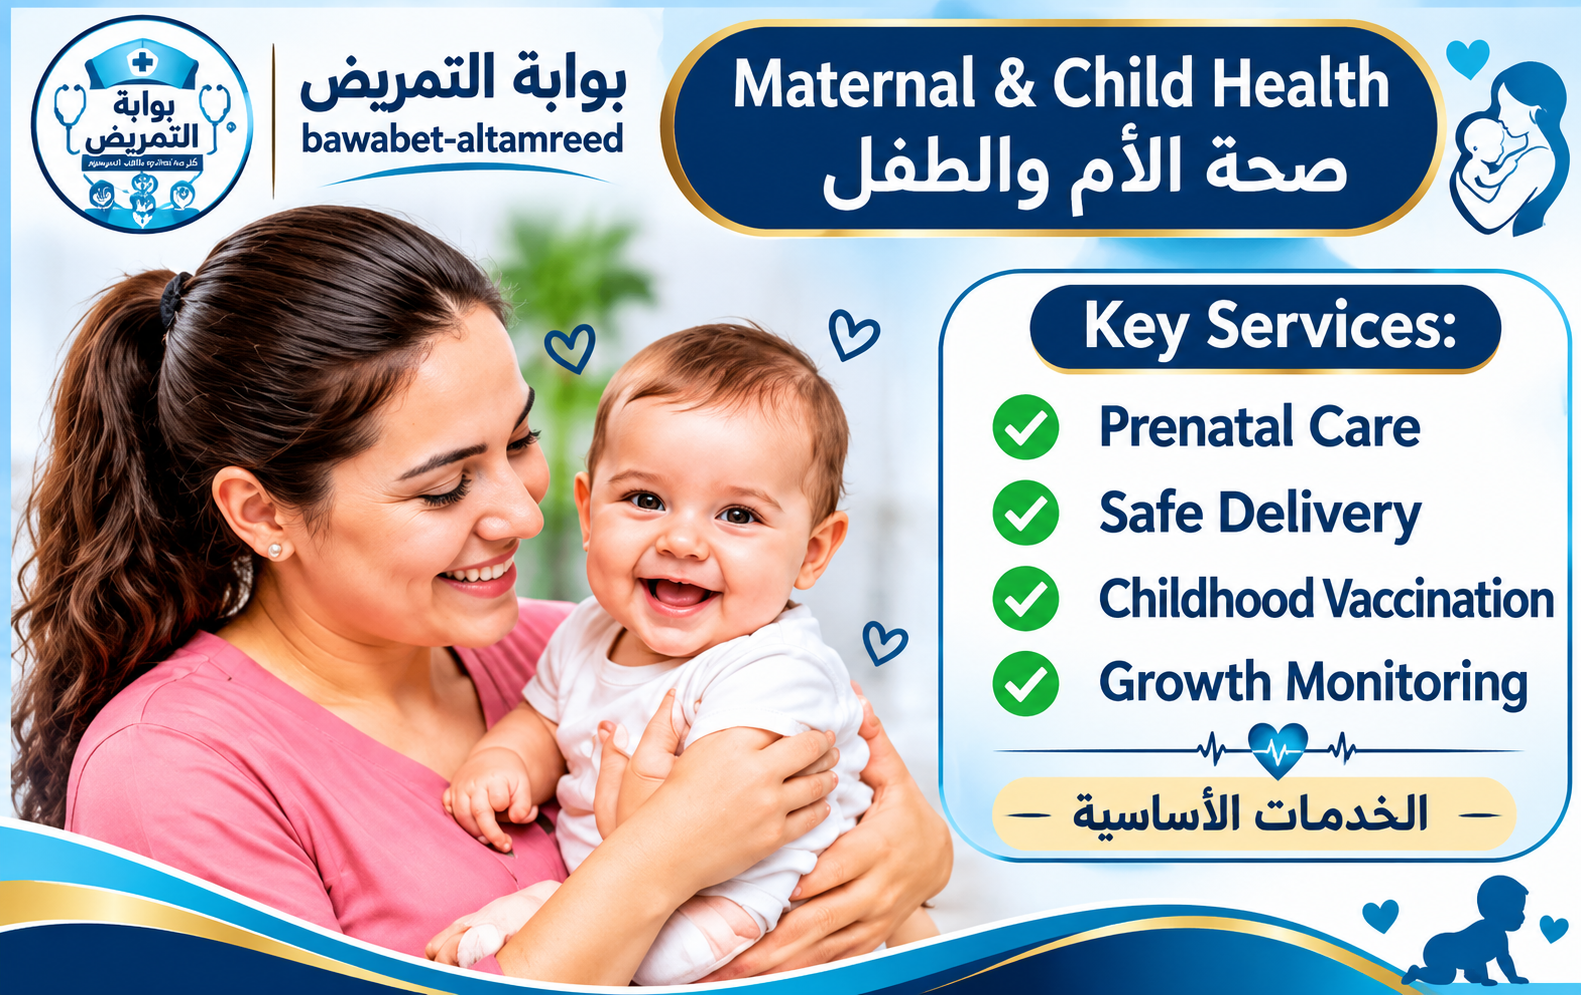 بوابة
التمريض
بوابة التمريض
bawabet-altamreed
Maternal & Child Health
صحة الأم والطفل
Key Services:
Prenatal Care
Safe Delivery
Childhood Vaccination
Growth Monitoring
الخدمات الأساسية